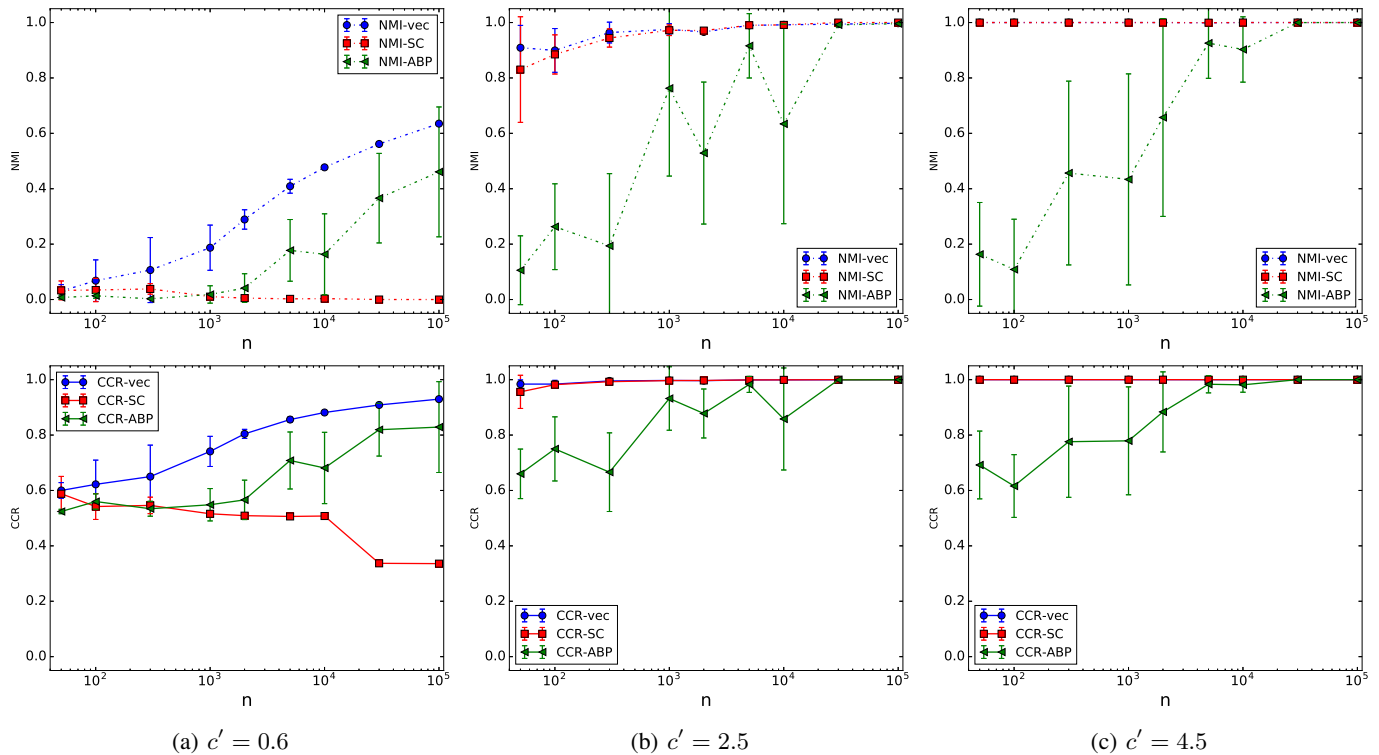 1.0
0.8
0.6
0.4
0.2
0.0
NMI
NMI-vec
NMI-SC
NMI-ABP
10^2 10^3 10^4 10^5
n
1.0
0.8
0.6
0.4
0.2
0.0
NMI
NMI-vec
NMI-SC
NMI-ABP
10^2 10^3 10^4 10^5
n
1.0
0.8
0.6
0.4
0.2
0.0
NMI
NMI-vec
NMI-SC
NMI-ABP
10^2 10^3 10^4 10^5
n
1.0
0.8
0.6
0.4
0.2
0.0
CCR
CCR-vec
CCR-SC
CCR-ABP
10^2 10^3 10^4 10^5
n
(a) c′ = 0.6
1.0
0.8
0.6
0.4
0.2
0.0
CCR
CCR-vec
CCR-SC
CCR-ABP
10^2 10^3 10^4 10^5
n
(b) c′ = 2.5
1.0
0.8
0.6
0.4
0.2
0.0
CCR
CCR-vec
CCR-SC
CCR-ABP
10^2 10^3 10^4 10^5
n
(c) c′ = 4.5